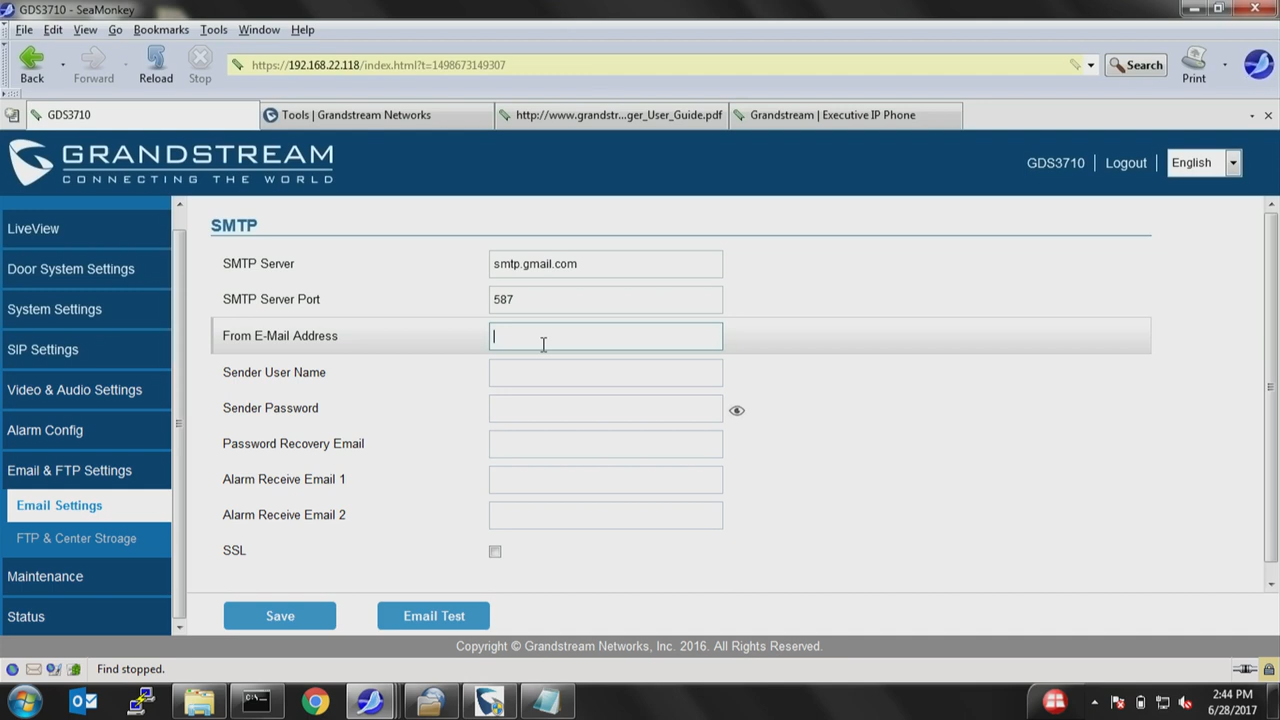 GDS3710 - SeaMonkey
File Edit View Go Bookmarks Tools Window Help
Back Forward Reload Stop https://192.168.22.118/index.html?t=1498673149307 Search Print
GDS3710 Tools | Grandstream Networks http://www.grandstr...ger_User_Guide.pdf Grandstream | Executive IP Phone
GRANDSTREAM
CONNECTING THE WORLD
GDS3710 Logout English
LiveView
Door System Settings
System Settings
SIP Settings
Video & Audio Settings
Alarm Config
Email & FTP Settings
Email Settings
FTP & Center Stroage
Maintenance
Status
SMTP
SMTP Server smtp.gmail.com
SMTP Server Port 587
From E-Mail Address
Sender User Name
Sender Password
Password Recovery Email
Alarm Receive Email 1
Alarm Receive Email 2
SSL
Save Email Test
Copyright © Grandstream Networks, Inc. 2016. All Rights Reserved.
Find stopped.
2:44 PM
6/28/2017